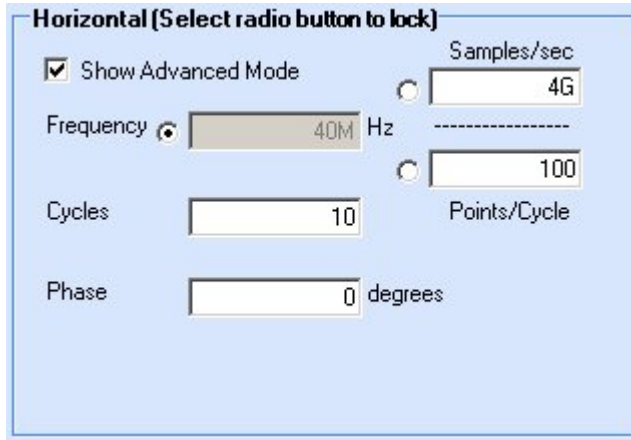 Horizontal (Select radio button to lock)
Show Advanced Mode
Samples/sec
4G
Frequency 40M Hz
-----------------
100
Points/Cycle
Cycles 10
Phase 0 degrees